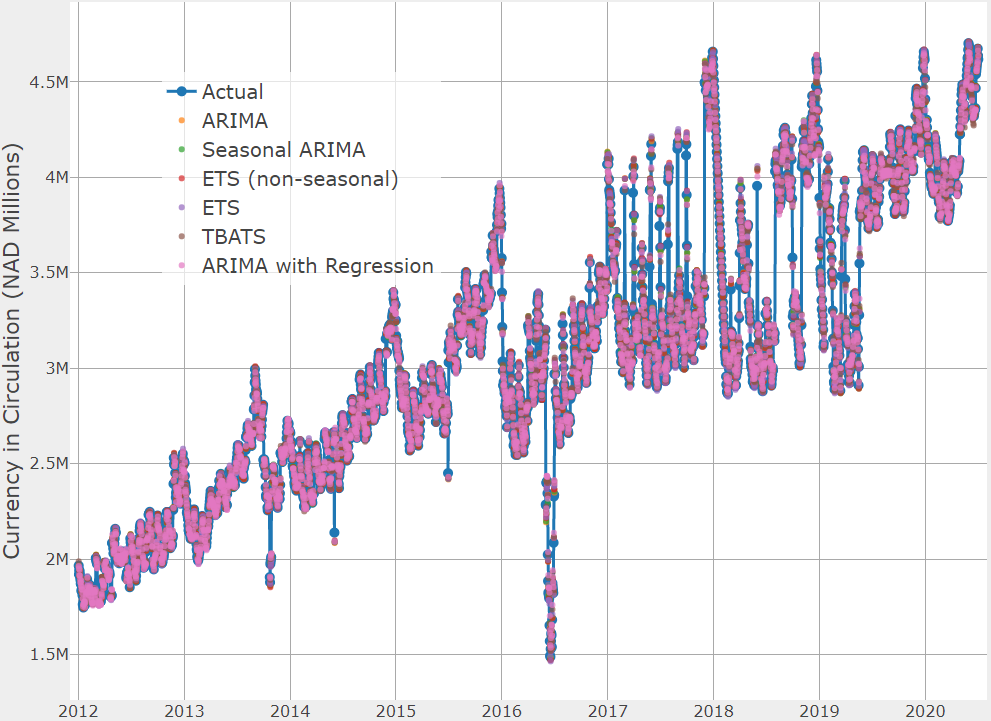 Currency in Circulation (NAD Millions)
4.5M
4M
3.5M
3M
2.5M
2M
1.5M
Actual
ARIMA
Seasonal ARIMA
ETS (non-seasonal)
ETS
TBATS
ARIMA with Regression
2012 2013 2014 2015 2016 2017 2018 2019 2020